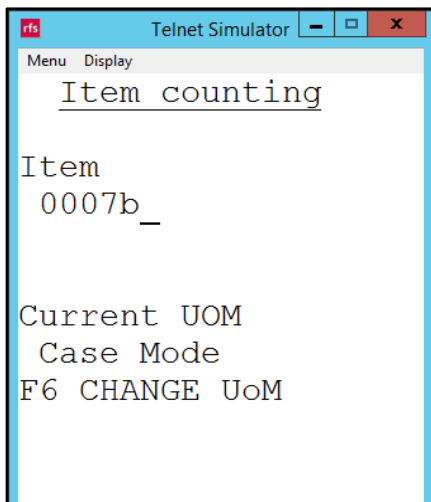 rfs Telnet Simulator
Menu Display
Item counting
Item
0007b_
Current UOM
Case Mode
F6 CHANGE UoM